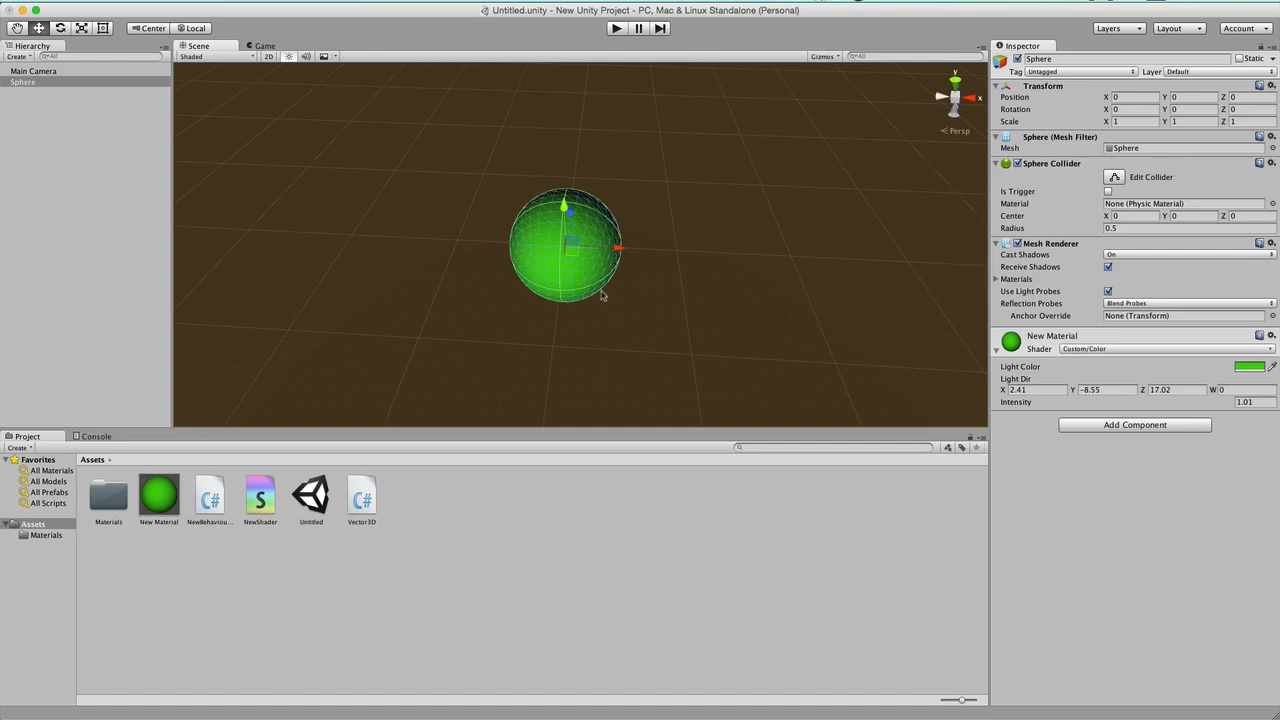 Untitled.unity - New Unity Project - PC, Mac & Linux Standalone (Personal)
Center Local Layers Layout Account
Hierarchy
Create All
Main Camera
Sphere
Scene Game
Shaded 2D Gizmos All
y
x
Persp
Inspector
Sphere Static
Tag Untagged Layer Default
Transform
Position X 0 Y 0 Z 0
Rotation X 0 Y 0 Z 0
Scale X 1 Y 1 Z 1
Sphere (Mesh Filter)
Mesh Sphere
Sphere Collider
Edit Collider
Is Trigger
Material None (Physic Material)
Center X 0 Y 0 Z 0
Radius 0.5
Mesh Renderer
Cast Shadows On
Receive Shadows
Materials
Use Light Probes
Reflection Probes Blend Probes
Anchor Override None (Transform)
New Material
Shader Custom/Color
Light Color
Light Dir
X 2.41 Y -8.55 Z 17.02 W 0
Intensity 1.01
Add Component
Project Console
Create
Favorites
All Materials
All Models
All Prefabs
All Scripts
Assets
Materials
Assets
C# S C#
Materials New Material NewBehaviou... NewShader Untitled Vector3D